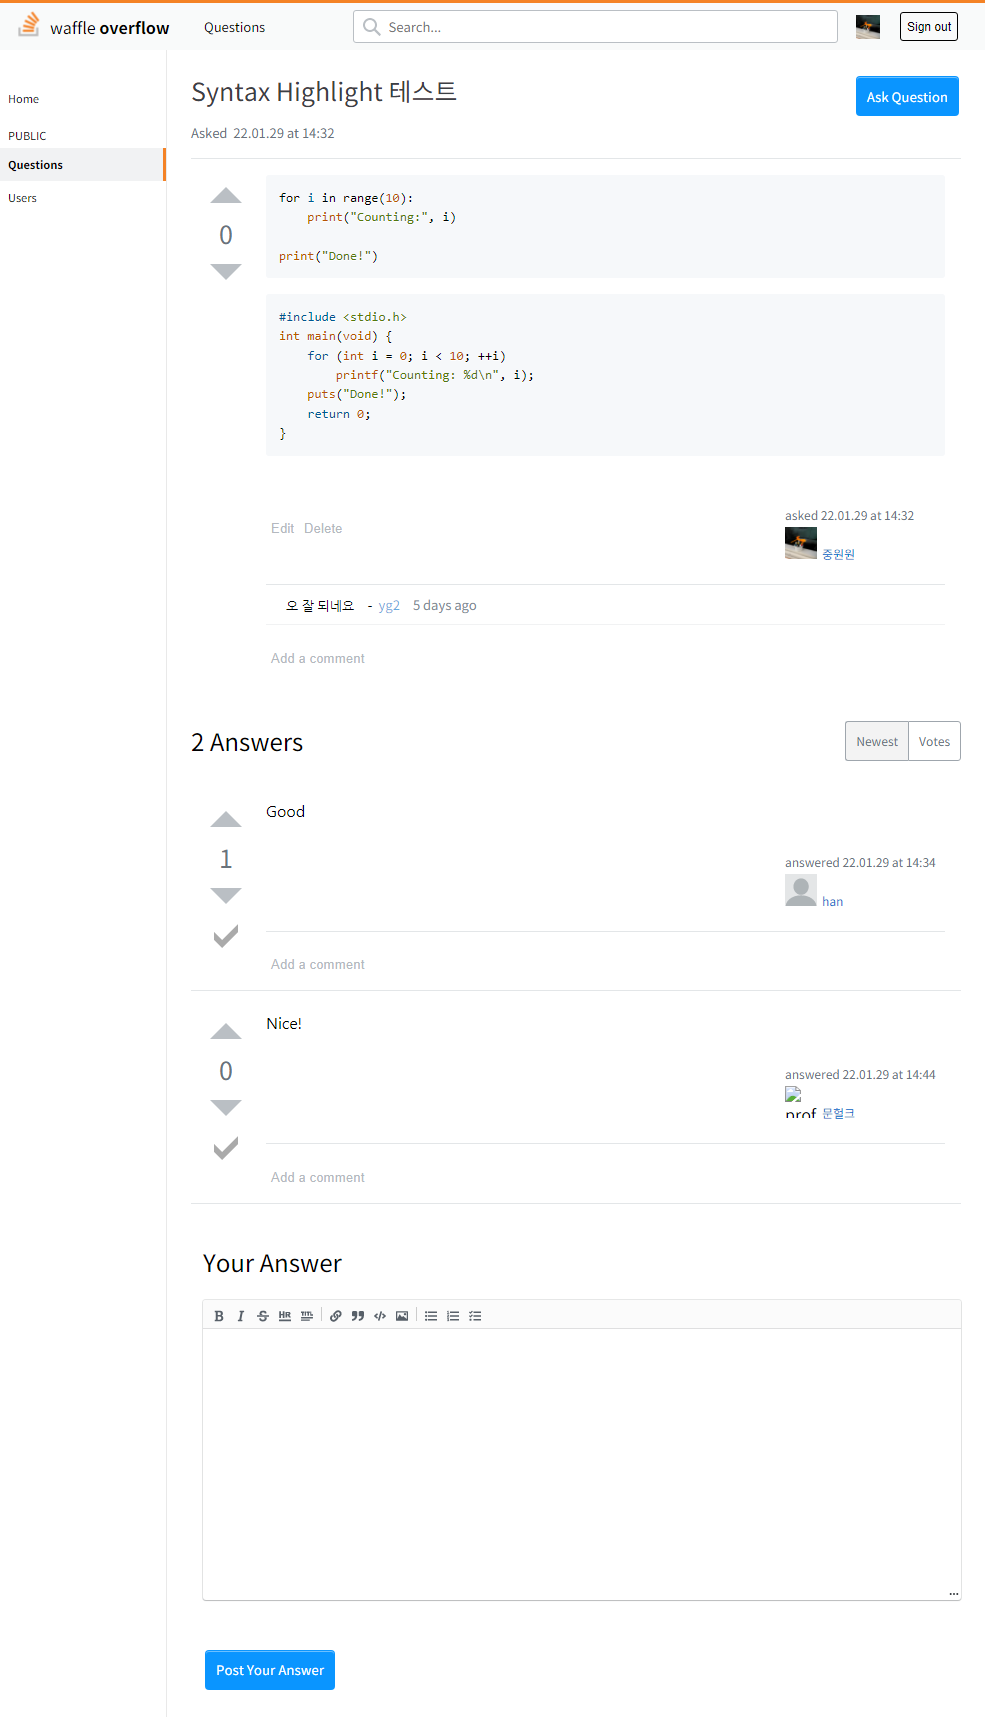 waffle overflow
Questions
Search...
Sign out
Home
PUBLIC
Questions
Users
Syntax Highlight 테스트
Ask Question
Asked 22.01.29 at 14:32
0
for i in range(10):
    print("Counting:", i)
print("Done!")
#include <stdio.h>
int main(void) {
    for (int i = 0; i < 10; ++i)
        printf("Counting: %d\n", i);
    puts("Done!");
    return 0;
}
Edit Delete
asked 22.01.29 at 14:32
중원원
오 잘 되네요 - yg2 5 days ago
Add a comment
2 Answers
Newest Votes
Good
1
answered 22.01.29 at 14:34
han
Add a comment
Nice!
0
answered 22.01.29 at 14:44
prof
문헐크
Add a comment
Your Answer
B I S HR TITL
Post Your Answer